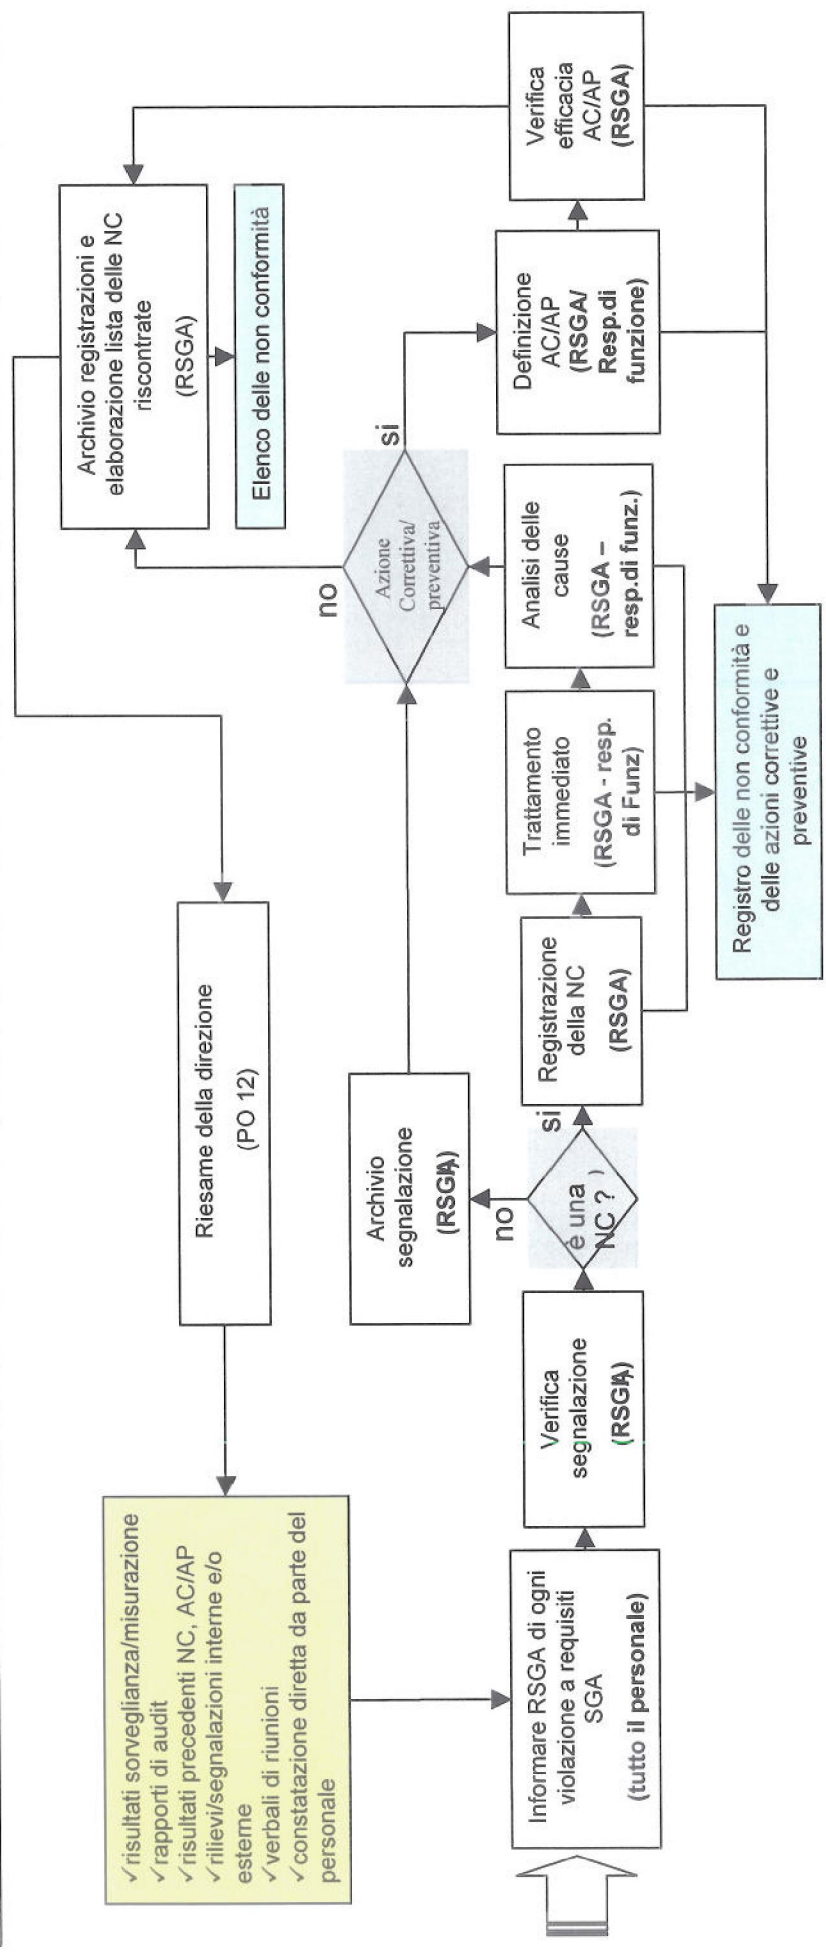 ✓risultati sorveglianza/misurazione
✓rapporti di audit
✓risultati precedenti NC, AC/AP
✓rilievi/segnalazioni interne e/o
esterne
✓verbali di riunioni
✓constatazione diretta da parte del
personale
Riesame della direzione
(PO 12)
Archivio registrazioni e
elaborazione lista delle NC
riscontrate
(RSGA)
Elenco delle non conformità
Archivio
segnalazione
(RSGA)
no
Azione
Correttiva/
preventiva
si
Informare RSGA di ogni
violazione a requisiti
SGA
(tutto il personale)
Verifica
segnalazione
(RSGA)
no
è una
NC ?
si
Registrazione
della NC
(RSGA)
Trattamento
immediato
(RSGA - resp.
di Funz)
Analisi delle
cause
(RSGA –
resp.di funz.)
Definizione
AC/AP
(RSGA/
Resp.di
funzione)
Verifica
efficacia
AC/AP
(RSGA)
Registro delle non conformità e
delle azioni correttive e
preventive